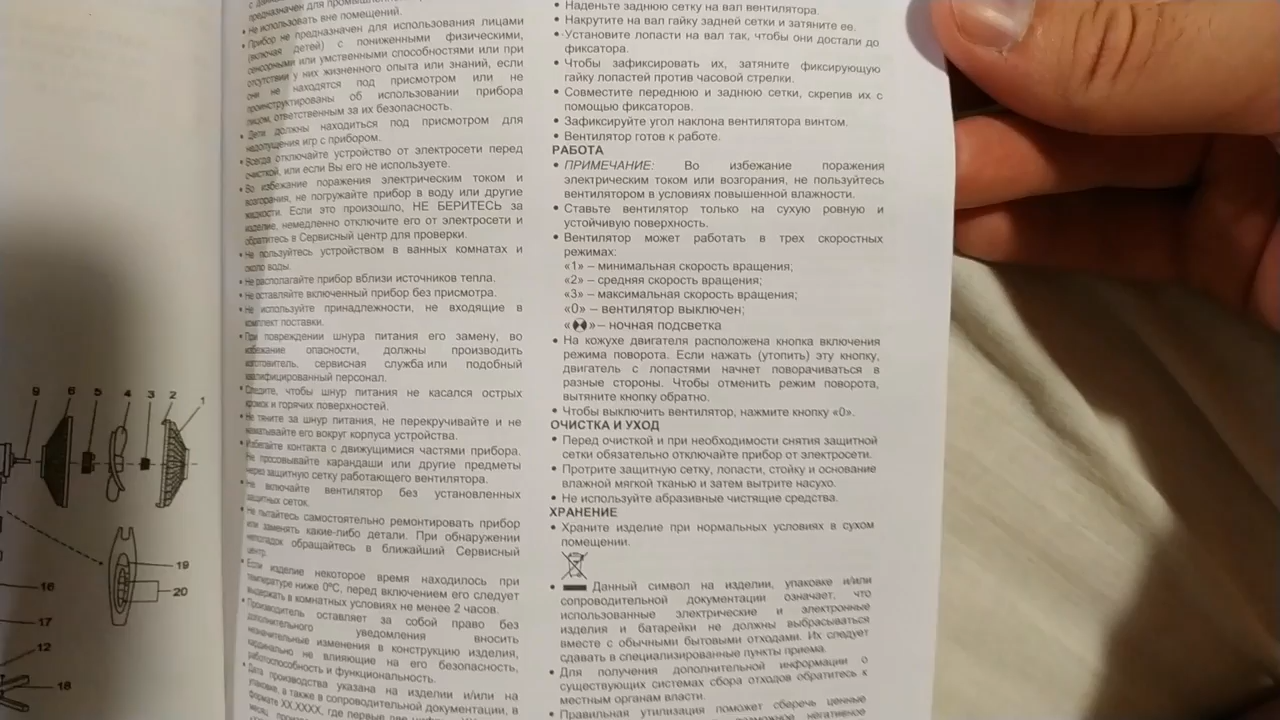 9 6 5 4 3 2 1
19
20
16
17
12
18
предназначен для
• Не использовать вне помещений.
• Прибор не предназначен для использования лицами
(включая детей) с пониженными физическими,
сенсорными или умственными способностями или при
отсутствии у них жизненного опыта или знаний, если
они не находятся под присмотром или не
проинструктированы об использовании прибора
лицом, ответственным за их безопасность.
• Дети должны находиться под присмотром для
недопущения игр с прибором.
• Всегда отключайте устройство от электросети перед
очисткой, или если Вы его не используете.
• Во избежание поражения электрическим током и
возгорания, не погружайте прибор в воду или другие
жидкости. Если это произошло, НЕ БЕРИТЕСЬ за
изделие, немедленно отключите его от электросети и
обратитесь в Сервисный центр для проверки.
• Не пользуйтесь устройством в ванных комнатах и
около воды.
• Не располагайте прибор вблизи источников тепла.
• Не оставляйте включенный прибор без присмотра.
• Не используйте принадлежности, не входящие в
комплект поставки.
• При повреждении шнура питания его замену, во
избежание опасности, должны производить
изготовитель, сервисная служба или подобный
квалифицированный персонал.
• Следите, чтобы шнур питания не касался острых
кромок и горячих поверхностей.
• Не тяните за шнур питания, не перекручивайте и не
наматывайте его вокруг корпуса устройства.
• Избегайте контакта с движущимися частями прибора.
Не просовывайте карандаши или другие предметы
через защитную сетку работающего вентилятора.
• Не включайте вентилятор без установленных
защитных сеток.
• Не пытайтесь самостоятельно ремонтировать прибор
или заменять какие-либо детали. При обнаружении
неполадок обращайтесь в ближайший Сервисный
центр.
• Если изделие некоторое время находилось при
температуре ниже 0ºC, перед включением его следует
выдержать в комнатных условиях не менее 2 часов.
• Производитель оставляет за собой право без
дополнительного уведомления вносить
незначительные изменения в конструкцию изделия,
кардинально не влияющие на его безопасность,
работоспособность и функциональность.
• Дата производства указана на изделии и/или на
упаковке, а также в сопроводительной документации, в
формате XX.XXXX, где первые две
• Наденьте заднюю сетку на вал вентилятора.
• Накрутите на вал гайку задней сетки и затяните ее.
• Установите лопасти на вал так, чтобы они достали до
фиксатора.
• Чтобы зафиксировать их, затяните фиксирующую
гайку лопастей против часовой стрелки.
• Совместите переднюю и заднюю сетки, скрепив их с
помощью фиксаторов.
• Зафиксируйте угол наклона вентилятора винтом.
• Вентилятор готов к работе.
РАБОТА
• ПРИМЕЧАНИЕ: Во избежание поражения
электрическим током или возгорания, не пользуйтесь
вентилятором в условиях повышенной влажности.
• Ставьте вентилятор только на сухую ровную и
устойчивую поверхность.
• Вентилятор может работать в трех скоростных
режимах:
«1» – минимальная скорость вращения;
«2» – средняя скорость вращения;
«3» – максимальная скорость вращения;
«0» – вентилятор выключен;
« » – ночная подсветка
• На кожухе двигателя расположена кнопка включения
режима поворота. Если нажать (утопить) эту кнопку,
двигатель с лопастями начнет поворачиваться в
разные стороны. Чтобы отменить режим поворота,
вытяните кнопку обратно.
• Чтобы выключить вентилятор, нажмите кнопку «0».
ОЧИСТКА И УХОД
• Перед очисткой и при необходимости снятия защитной
сетки обязательно отключайте прибор от электросети.
• Протрите защитную сетку, лопасти, стойку и основание
влажной мягкой тканью и затем вытрите насухо.
• Не используйте абразивные чистящие средства.
ХРАНЕНИЕ
• Храните изделие при нормальных условиях в сухом
помещении.
• Данный символ на изделии, упаковке и/или
сопроводительной документации означает, что
использованные электрические и электронные
изделия и батарейки не должны выбрасываться
вместе с обычными бытовыми отходами. Их следует
сдавать в специализированные пункты приема.
• Для получения дополнительной информации о
существующих системах сбора отходов обратитесь к
местным органам власти.
• Правильная утилизация поможет сберечь ценные
негативное